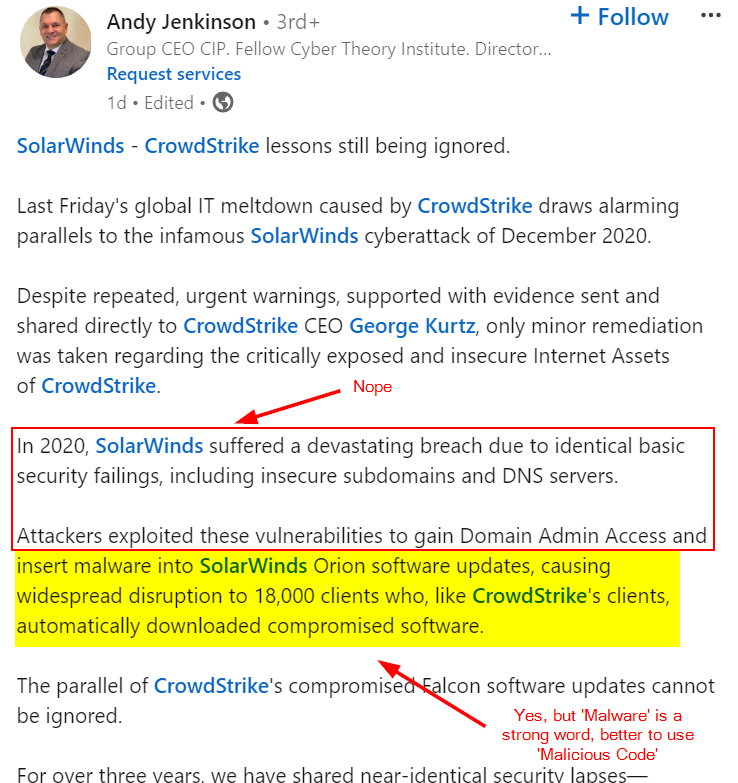 Andy Jenkinson • 3rd+
+ Follow ...
Group CEO CIP. Fellow Cyber Theory Institute. Director...
Request services
1d • Edited •
SolarWinds - CrowdStrike lessons still being ignored.
Last Friday's global IT meltdown caused by CrowdStrike draws alarming
parallels to the infamous SolarWinds cyberattack of December 2020.
Despite repeated, urgent warnings, supported with evidence sent and
shared directly to CrowdStrike CEO George Kurtz, only minor remediation
was taken regarding the critically exposed and insecure Internet Assets
of CrowdStrike.
Nope
In 2020, SolarWinds suffered a devastating breach due to identical basic
security failings, including insecure subdomains and DNS servers.
Attackers exploited these vulnerabilities to gain Domain Admin Access and
insert malware into SolarWinds Orion software updates, causing
widespread disruption to 18,000 clients who, like CrowdStrike's clients,
automatically downloaded compromised software.
The parallel of CrowdStrike's compromised Falcon software updates cannot
be ignored.
Yes, but 'Malware' is a
strong word, better to use
'Malicious Code'
For over three years, we have shared near-identical security lapses—